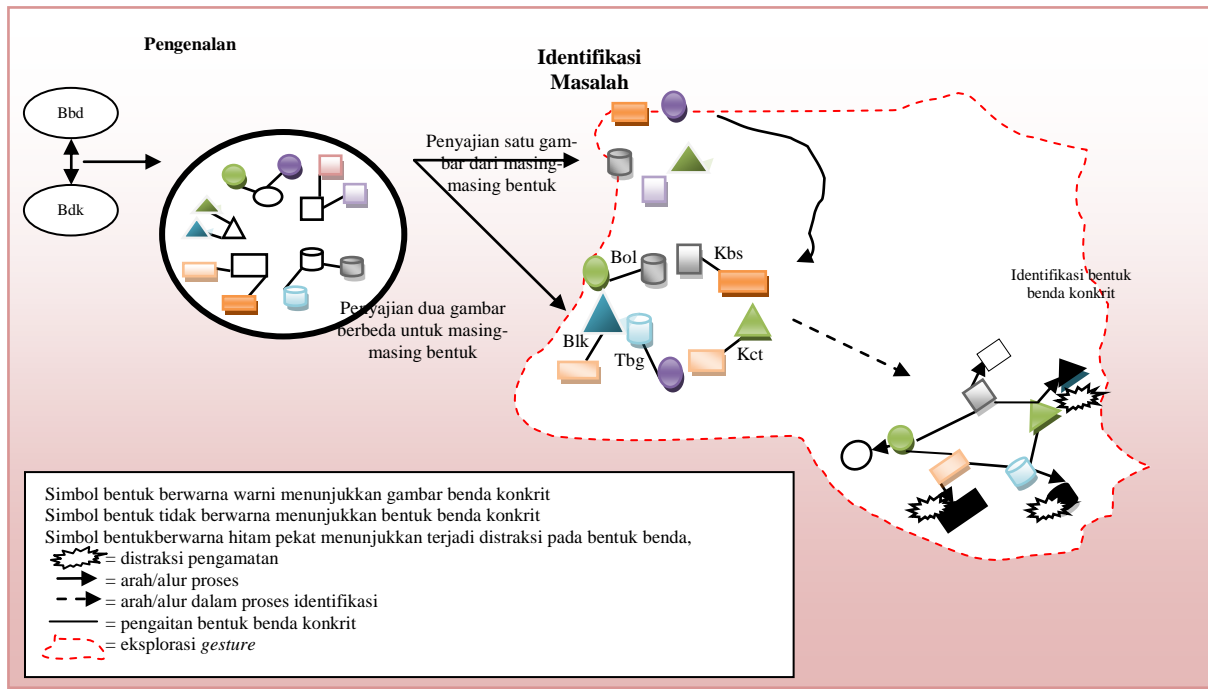 Pengenalan
Identifikasi
Masalah
Bbd
Bdk
Penyajian satu gam-
bar dari masing-
masing bentuk
Penyajian dua gambar
berbeda untuk masing-
masing bentuk
Bol
Kbs
Blk
Tbg
Kct
Identifikasi bentuk
benda konkrit
Simbol bentuk berwarna warni menunjukkan gambar benda konkrit
Simbol bentuk tidak berwarna menunjukkan bentuk benda konkrit
Simbol bentukberwarna hitam pekat menunjukkan terjadi distraksi pada bentuk benda,
= distraksi pengamatan
= arah/alur proses
= arah/alur dalam proses identifikasi
= pengaitan bentuk benda konkrit
= eksplorasi gesture